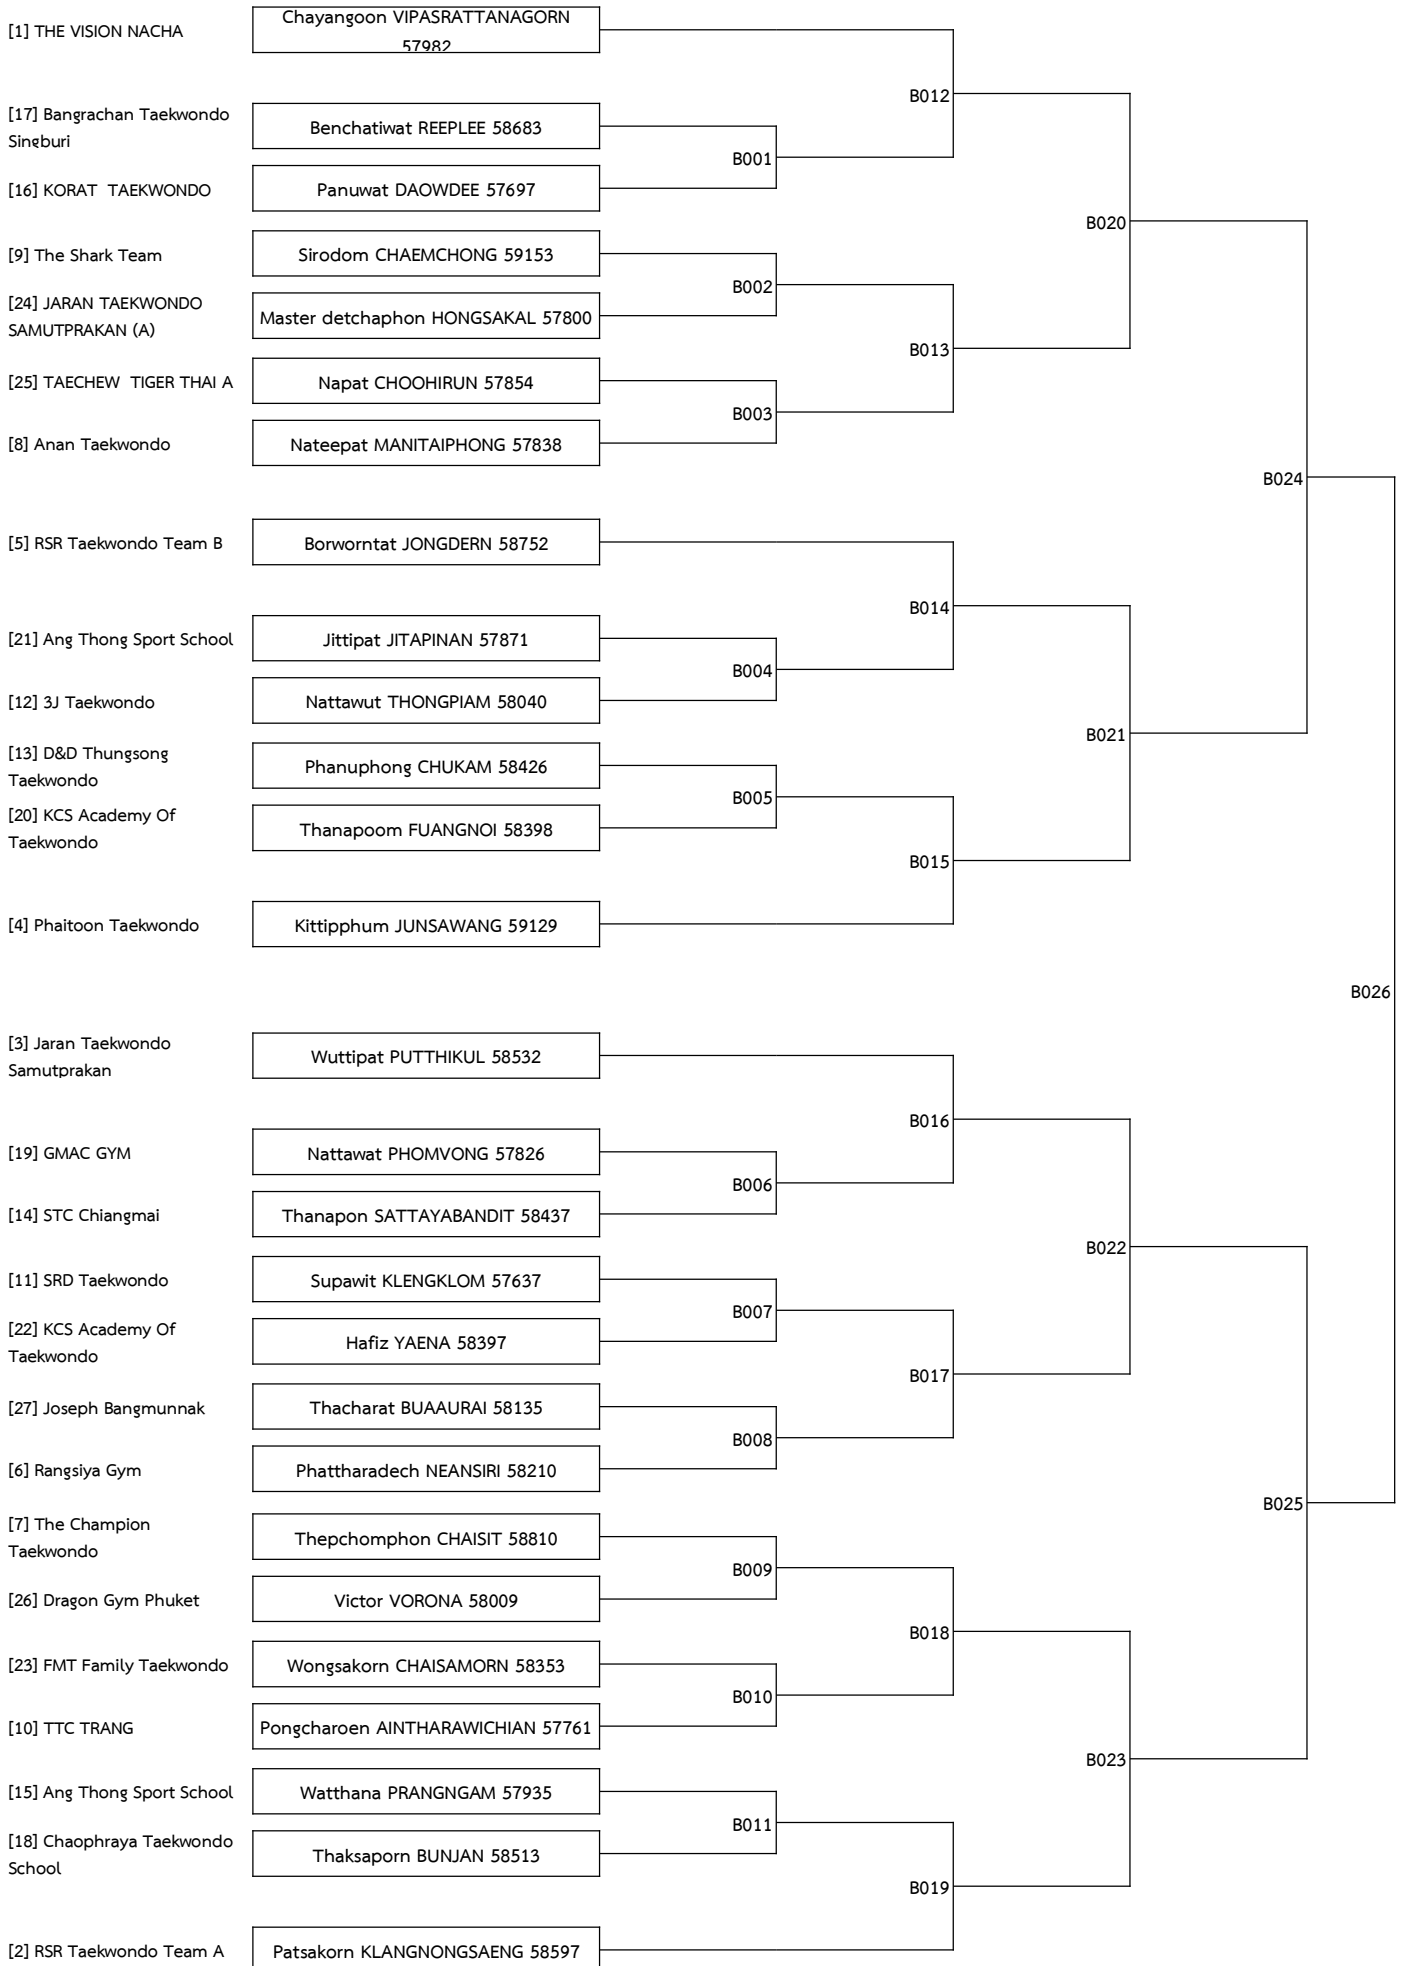 [1] THE VISION NACHA
Chayangoon VIPASRATTANAGORN
57982
B012
[17] Bangrachan Taekwondo
Singburi
Benchatiwat REEPLEE 58683
B001
[16] KORAT  TAEKWONDO
Panuwat DAOWDEE 57697
B020
[9] The Shark Team
Sirodom CHAEMCHONG 59153
B002
[24] JARAN TAEKWONDO
SAMUTPRAKAN (A)
Master detchaphon HONGSAKAL 57800
B013
[25] TAECHEW  TIGER THAI A
Napat CHOOHIRUN 57854
B003
[8] Anan Taekwondo
Nateepat MANITAIPHONG 57838
B024
[5] RSR Taekwondo Team B
Borworntat JONGDERN 58752
B014
[21] Ang Thong Sport School
Jittipat JITAPINAN 57871
B004
[12] 3J Taekwondo
Nattawut THONGPIAM 58040
B021
[13] D&D Thungsong
Taekwondo
Phanuphong CHUKAM 58426
B005
[20] KCS Academy Of
Taekwondo
Thanapoom FUANGNOI 58398
B015
[4] Phaitoon Taekwondo
Kittipphum JUNSAWANG 59129
B026
[3] Jaran Taekwondo
Samutprakan
Wuttipat PUTTHIKUL 58532
B016
[19] GMAC GYM
Nattawat PHOMVONG 57826
B006
[14] STC Chiangmai
Thanapon SATTAYABANDIT 58437
B022
[11] SRD Taekwondo
Supawit KLENGKLOM 57637
B007
[22] KCS Academy Of
Taekwondo
Hafiz YAENA 58397
B017
[27] Joseph Bangmunnak
Thacharat BUAAURAI 58135
B008
[6] Rangsiya Gym
Phattharadech NEANSIRI 58210
B025
[7] The Champion
Taekwondo
Thepchomphon CHAISIT 58810
B009
[26] Dragon Gym Phuket
Victor VORONA 58009
B018
[23] FMT Family Taekwondo
Wongsakorn CHAISAMORN 58353
B010
[10] TTC TRANG
Pongcharoen AINTHARAWICHIAN 57761
B023
[15] Ang Thong Sport School
Watthana PRANGNGAM 57935
B011
[18] Chaophraya Taekwondo
School
Thaksaporn BUNJAN 58513
B019
[2] RSR Taekwondo Team A
Patsakorn KLANGNONGSAENG 58597